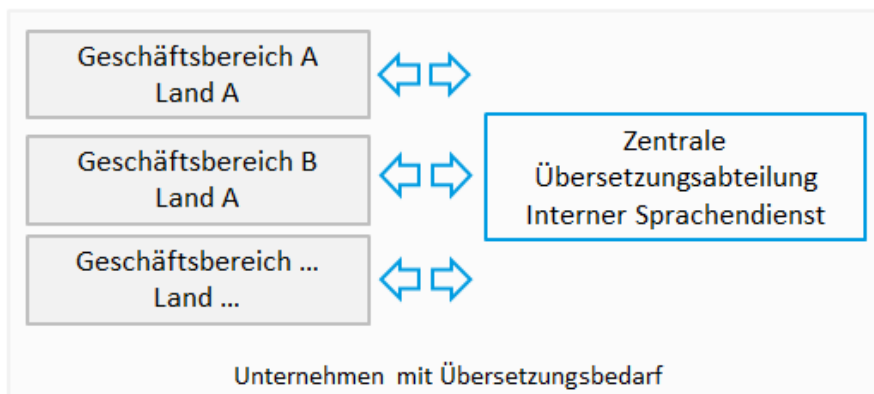 Geschäftsbereich A
Land A
Geschäftsbereich B
Land A
Geschäftsbereich ...
Land ...
Zentrale
Übersetzungsabteilung
Interner Sprachendienst
Unternehmen mit Übersetzungsbedarf